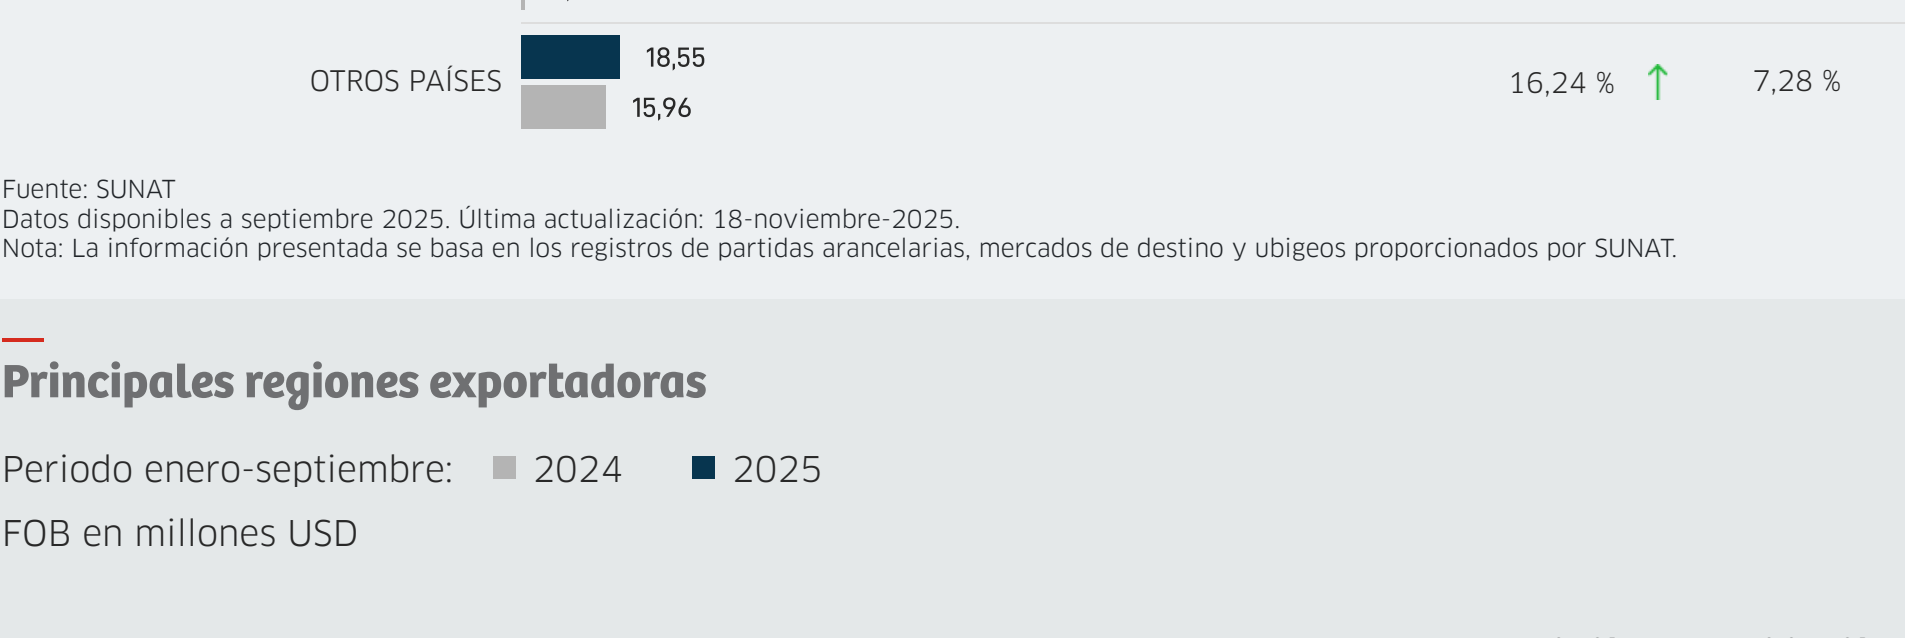 18,55
OTROS PAÍSES 16,24 % ↑ 7,28 %
15,96
Fuente: SUNAT
Datos disponibles a septiembre 2025. Última actualización: 18-noviembre-2025.
Nota: La información presentada se basa en los registros de partidas arancelarias, mercados de destino y ubigeos proporcionados por SUNAT.
Principales regiones exportadoras
Periodo enero-septiembre: 2024 2025
FOB en millones USD